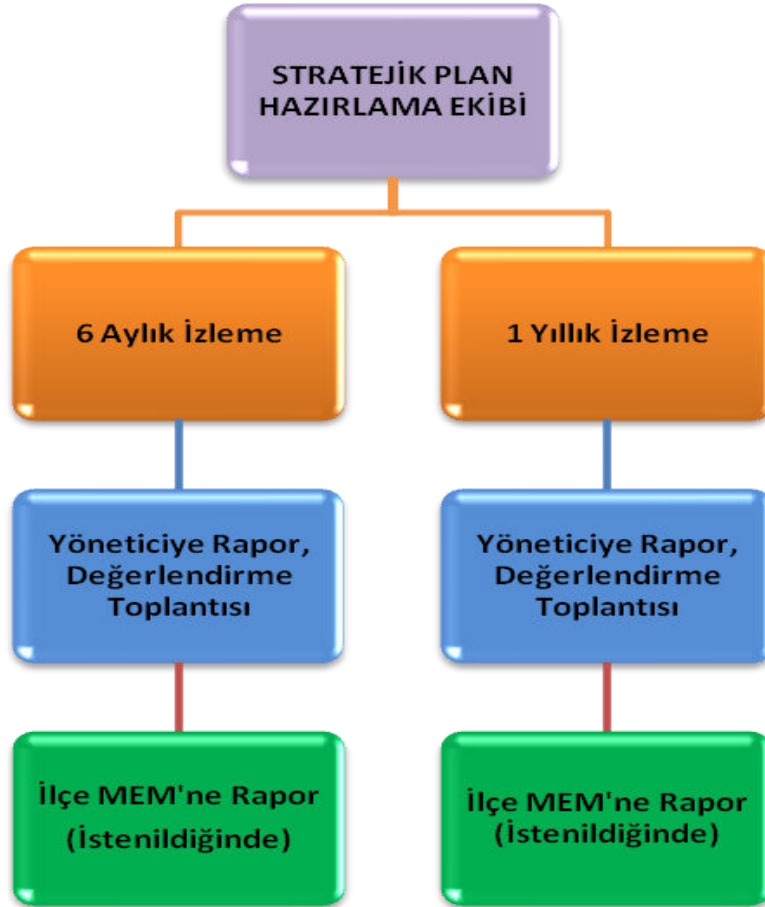 STRATEJİK PLAN
HAZIRLAMA EKİBİ
6 Aylık İzleme
1 Yıllık İzleme
Yöneticiye Rapor,
Değerlendirme
Toplantısı
Yöneticiye Rapor,
Değerlendirme
Toplantısı
İlçe MEM'ne Rapor
(İstenildiğinde)
İlçe MEM'ne Rapor
(İstenildiğinde)